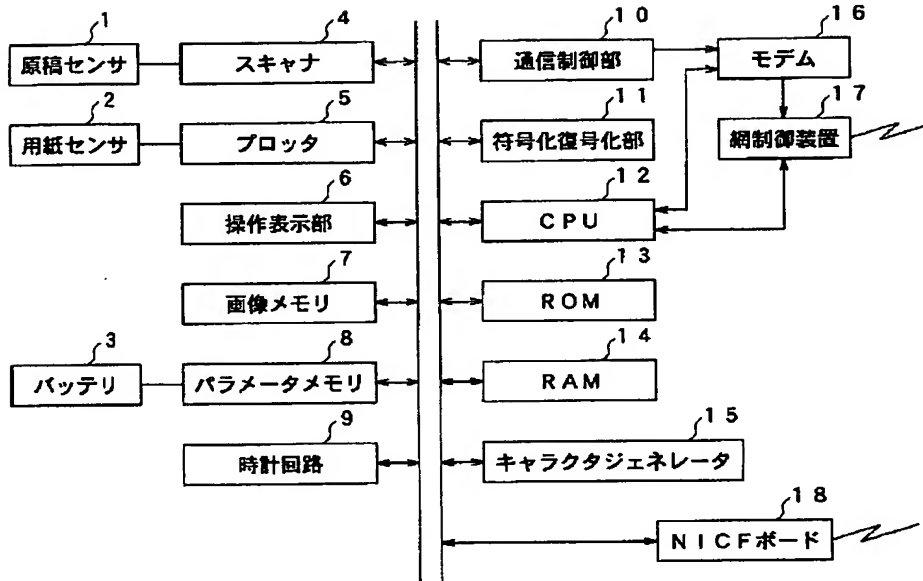 1
原稿センサ
4
スキャナ
2
用紙センサ
5
プロッタ
6
操作表示部
7
画像メモリ
3
バッテリ
8
パラメータメモリ
9
時計回路
10
通信制御部
16
モデム
11
符号化復号化部
17
網制御装置
12
CPU
13
ROM
14
RAM
15
キャラクタジェネレータ
18
NICFボード